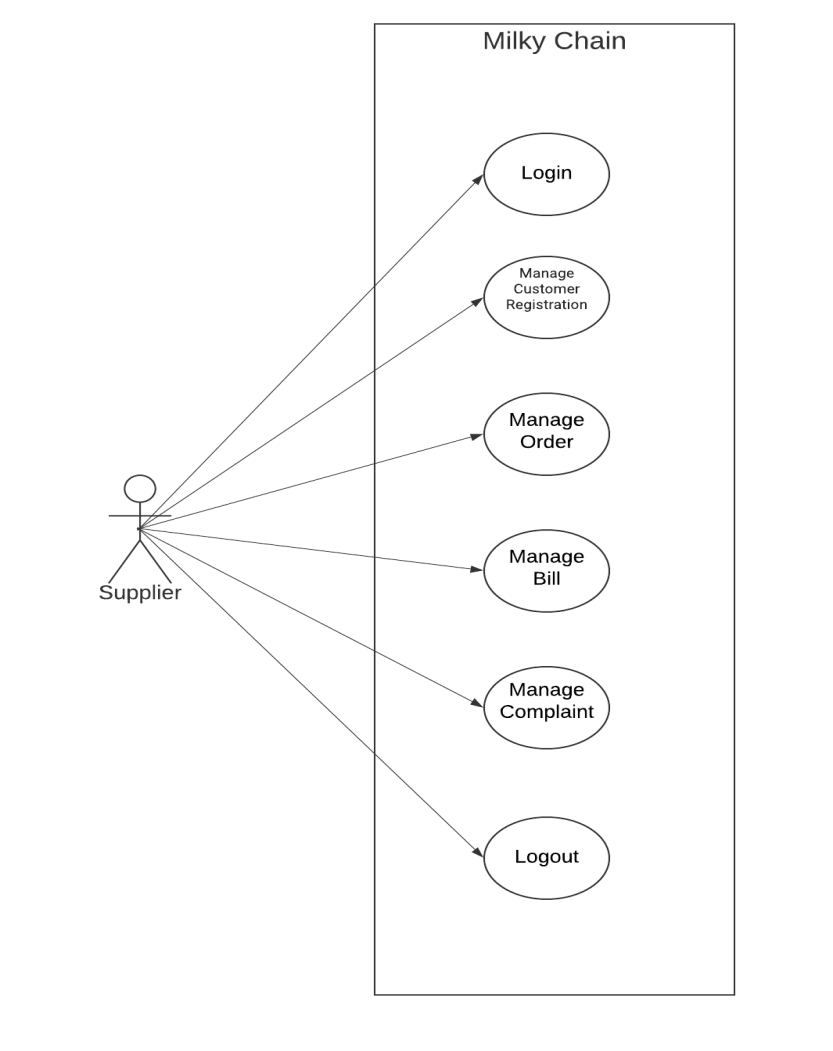 Milky Chain
Login
Manage
Customer
Registration
Manage
Order
Manage
Bill
Supplier
Manage
Complaint
Logout